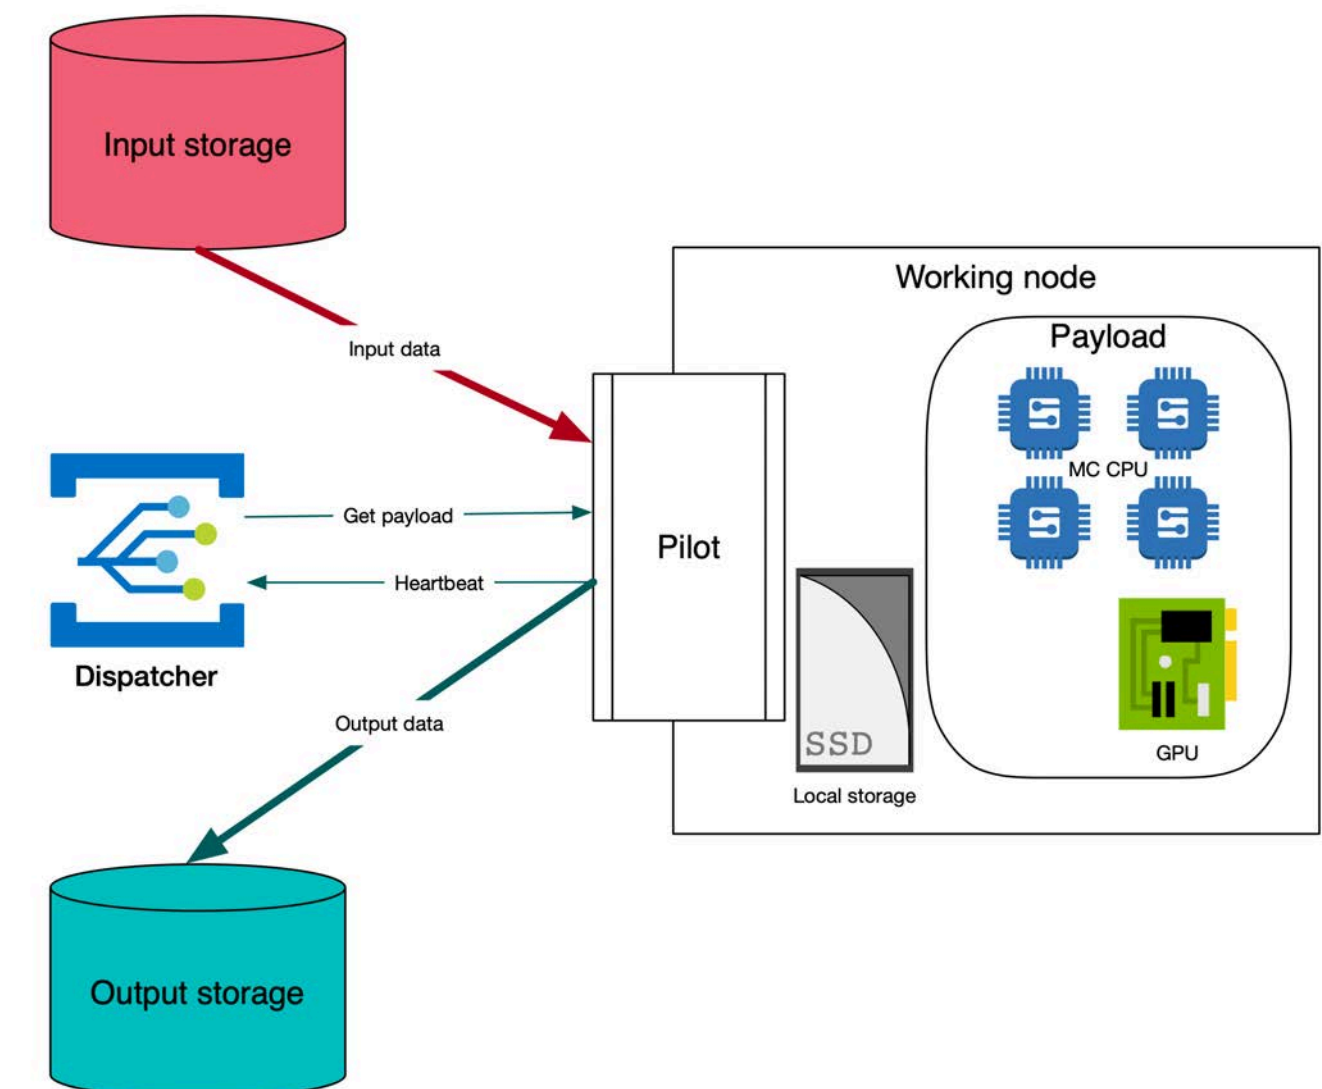 Input storage
Input data
Working node
Payload
MC CPU
Get payload
Pilot
Heartbeat
Dispatcher
Output data
SSD
GPU
Local storage
Output storage